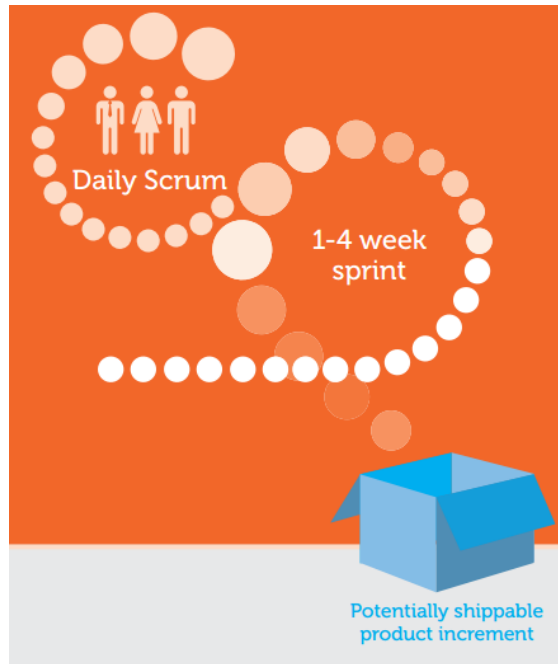 Daily Scrum
1-4 week
sprint
Potentially shippable
product increment